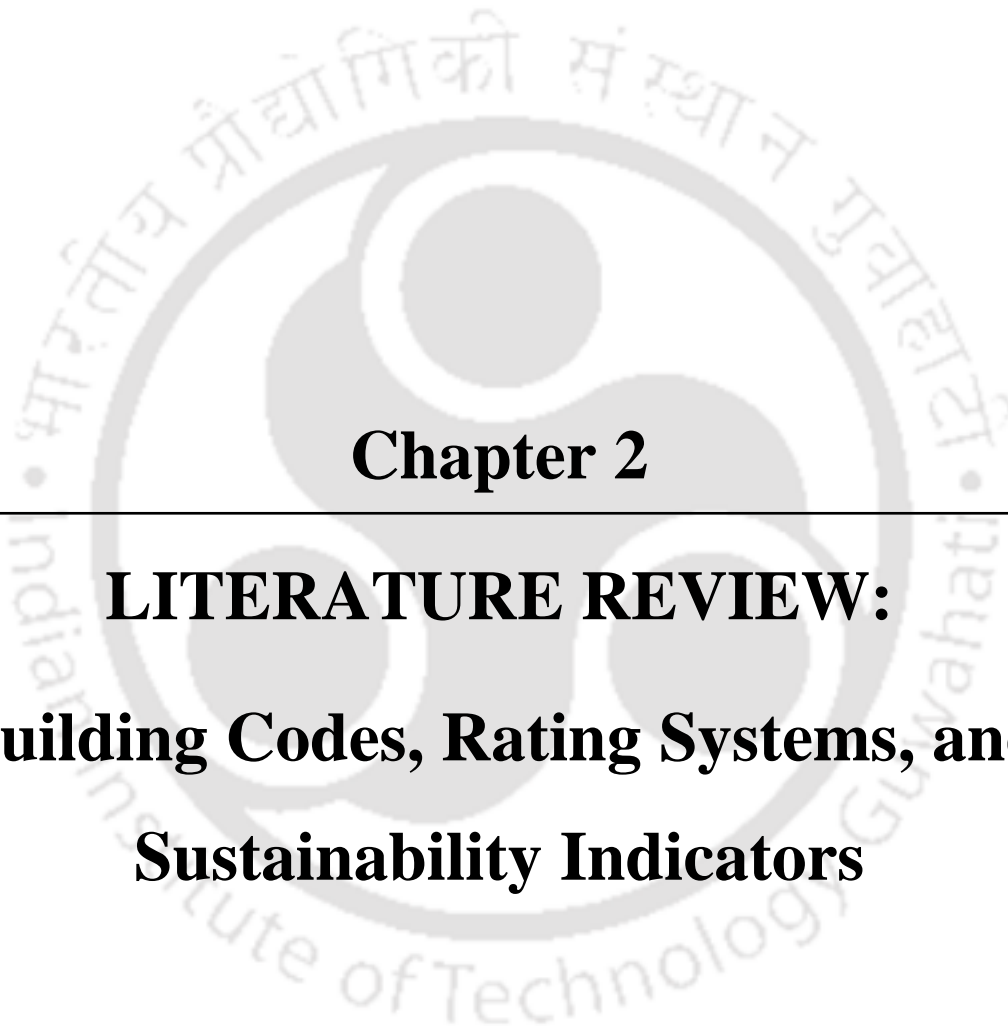 भारतीय प्रौद्योगिकी संस्थान गुवाहाटी
Chapter 2
LITERATURE REVIEW:
uilding Codes, Rating Systems, an
Sustainability Indicators
Indian Institute of Technology Guwahati